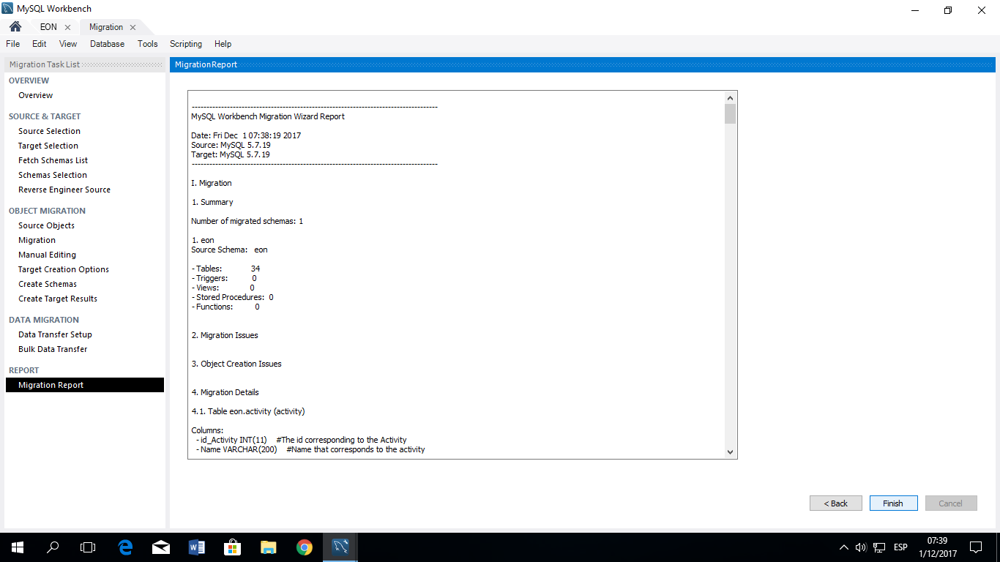 MySQL Workbench
EON
Migration
File Edit View Database Tools Scripting Help
Migration Task List
OVERVIEW
Overview
SOURCE & TARGET
Source Selection
Target Selection
Fetch Schemas List
Schemas Selection
Reverse Engineer Source
OBJECT MIGRATION
Source Objects
Migration
Manual Editing
Target Creation Options
Create Schemas
Create Target Results
DATA MIGRATION
Data Transfer Setup
Bulk Data Transfer
REPORT
Migration Report
MigrationReport
------------------------------------------------------------------------------------
MySQL Workbench Migration Wizard Report
Date: Fri Dec  1 07:38:19 2017
Source: MySQL 5.7.19
Target: MySQL 5.7.19
------------------------------------------------------------------------------------
I. Migration
1. Summary
Number of migrated schemas: 1
1. eon
Source Schema:   eon
- Tables:             34
- Triggers:           0
- Views:              0
- Stored Procedures:  0
- Functions:          0
2. Migration Issues
3. Object Creation Issues
4. Migration Details
4.1. Table eon.activity (activity)
Columns:
- id_Activity INT(11)    #The id corresponding to the Activity
- Name VARCHAR(200)    #Name that corresponds to the activity
< Back
Finish
Cancel
ESP
07:39
1/12/2017